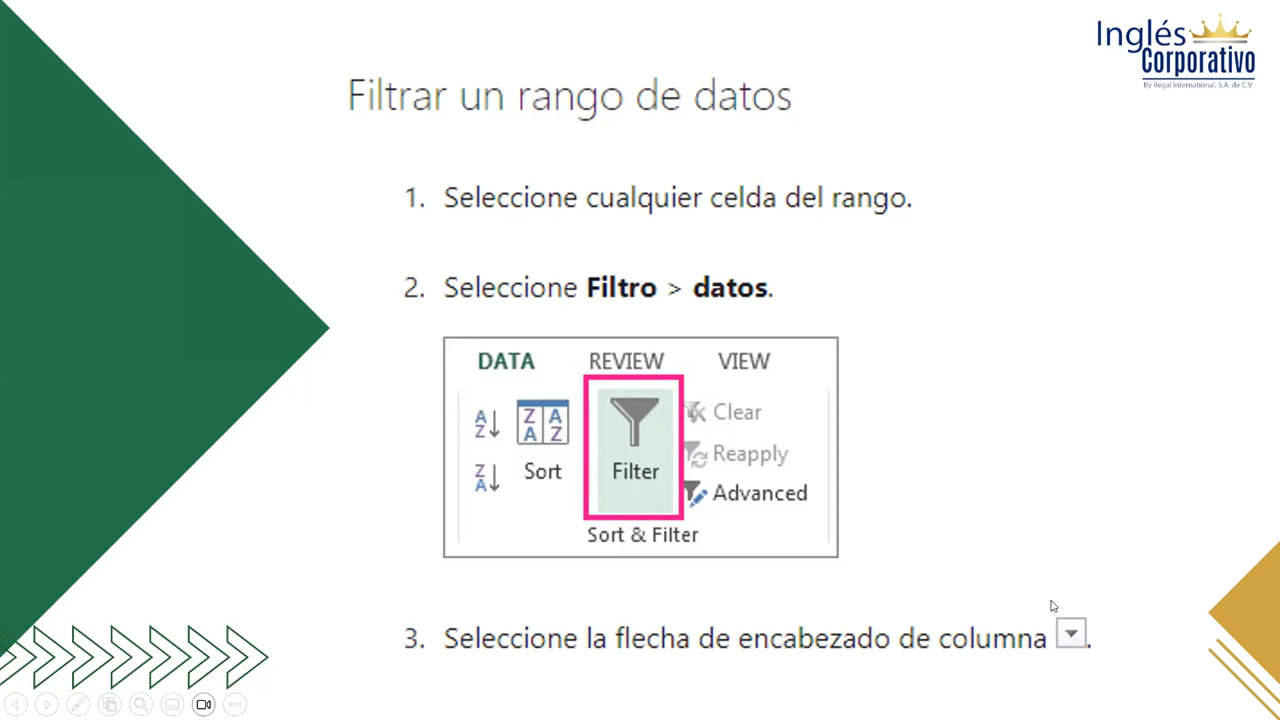 Inglés
Corporativo
By Regal International, S.A. de C.V.
Filtrar un rango de datos
1. Seleccione cualquier celda del rango.
2. Seleccione Filtro > datos.
DATA REVIEW VIEW
Sort
Filter
Clear
Reapply
Advanced
Sort & Filter
3. Seleccione la flecha de encabezado de columna .